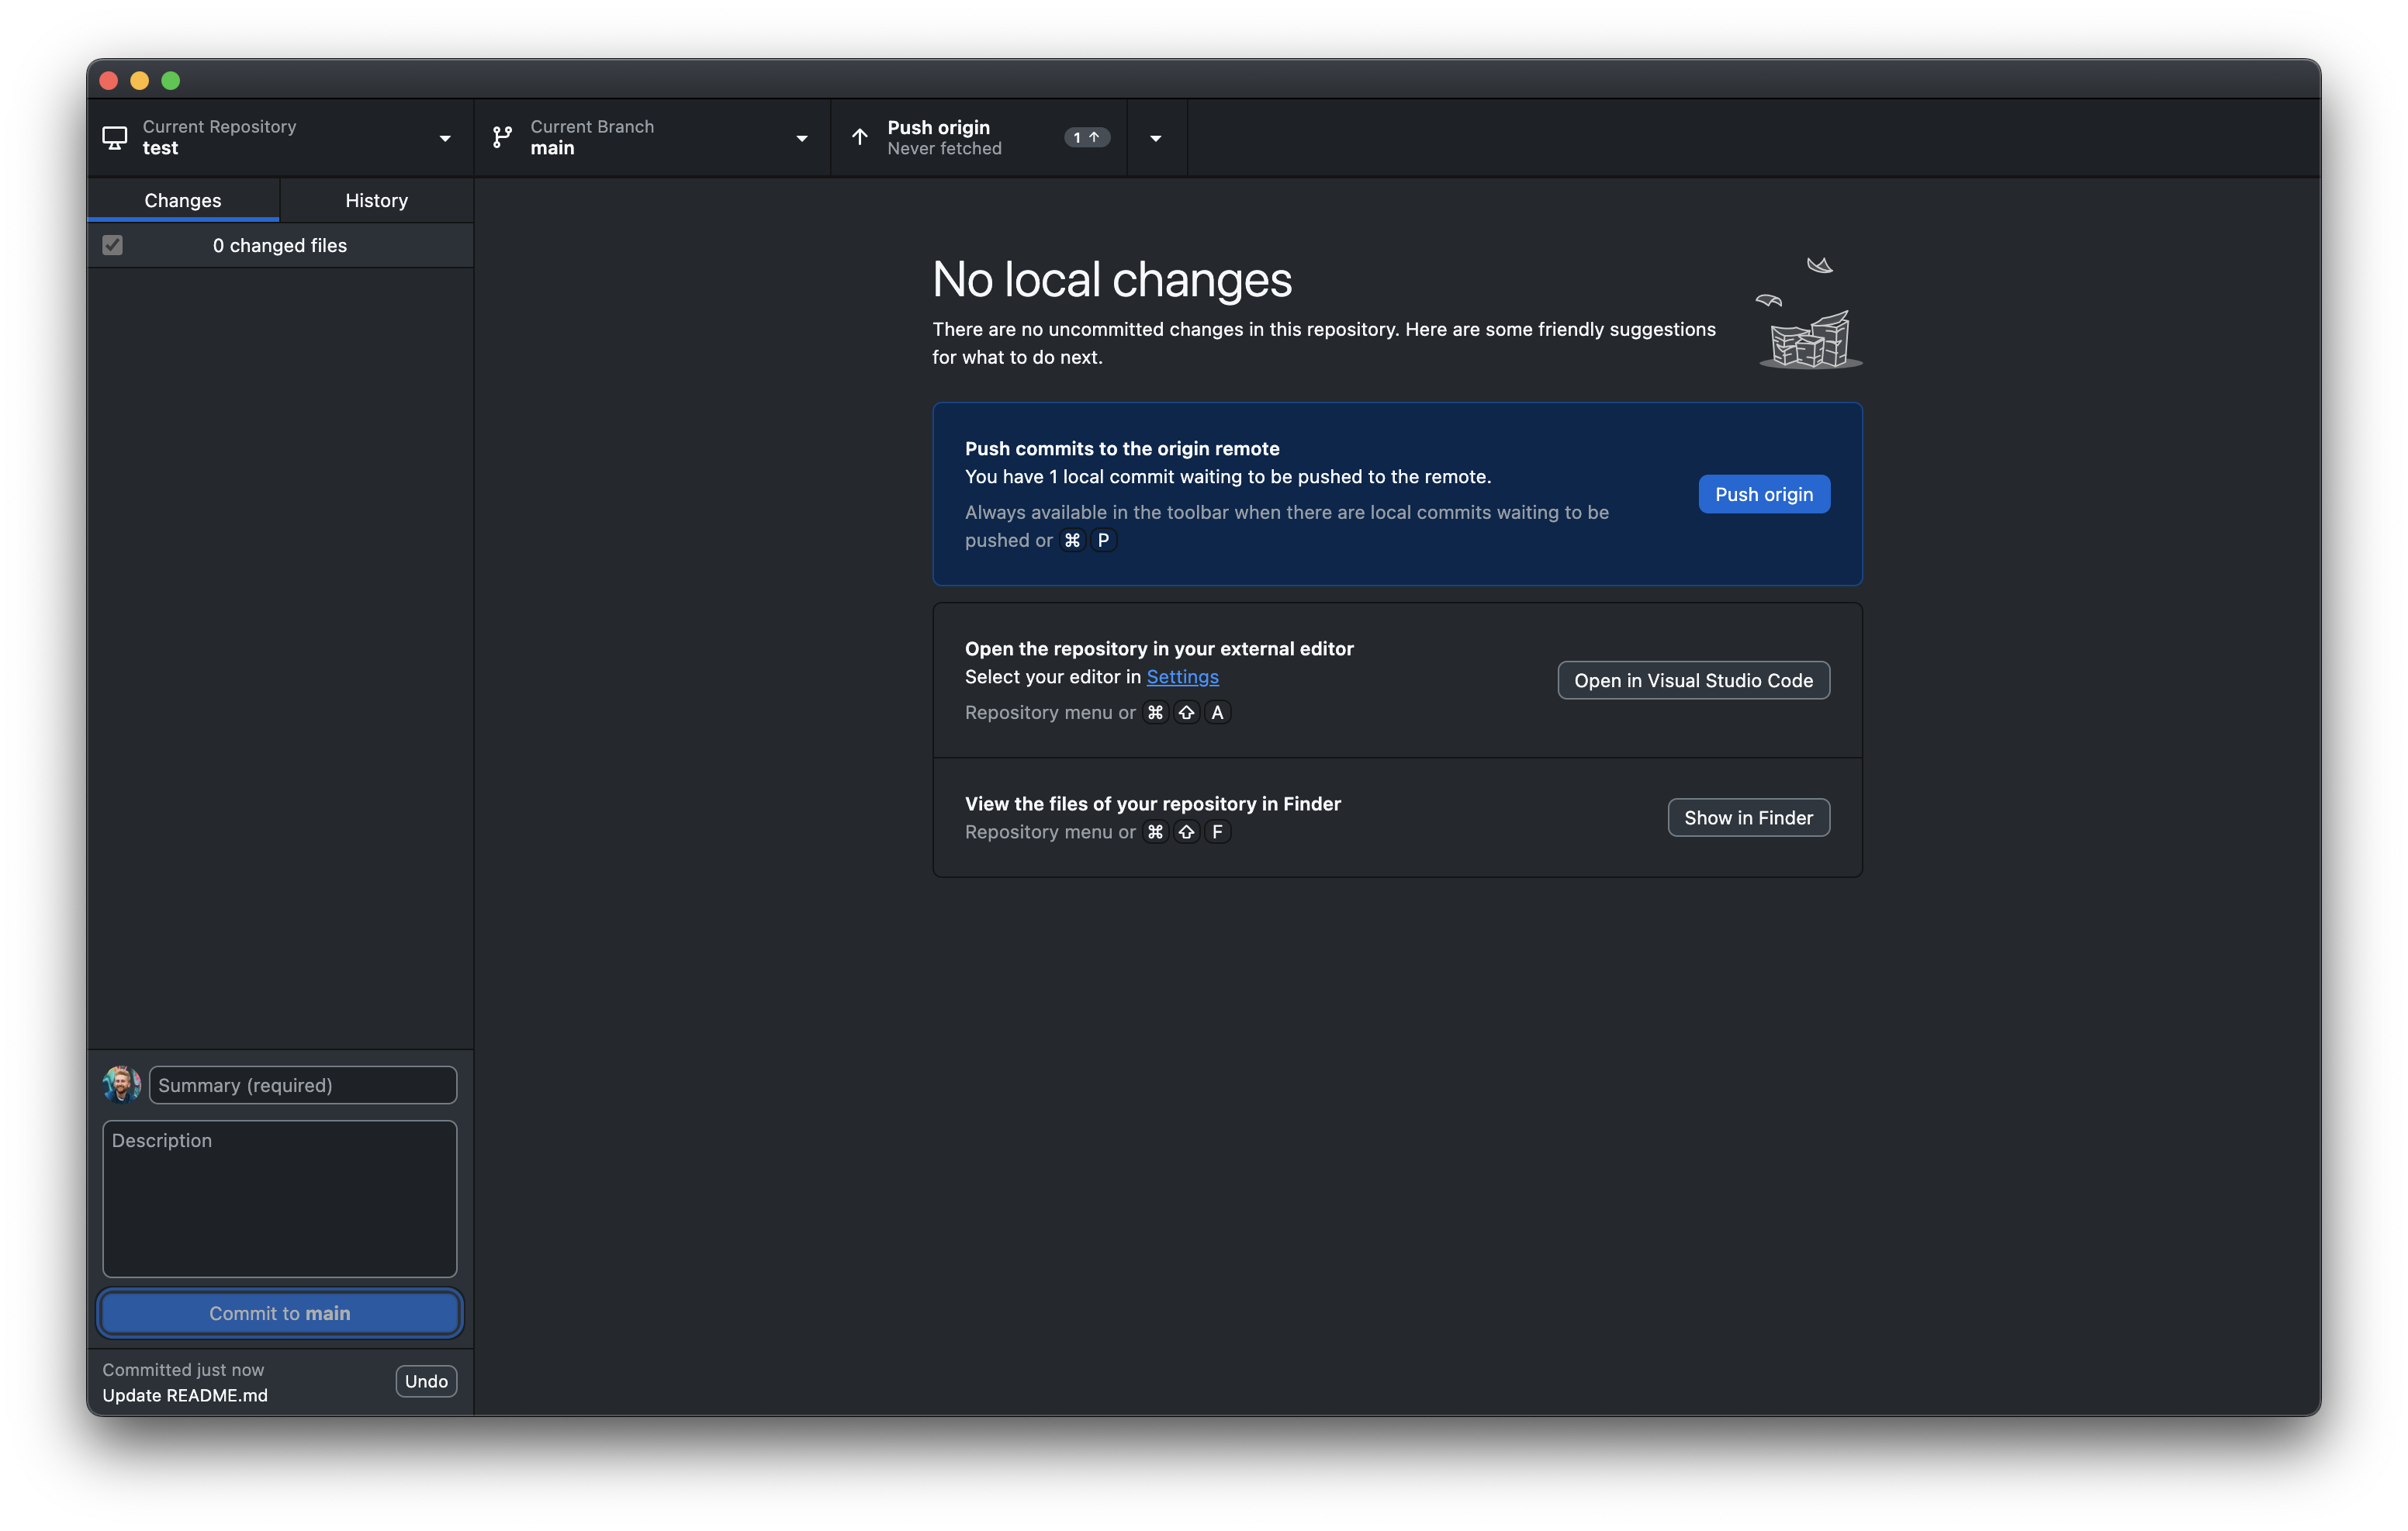 Current Repository
test
Current Branch
main
Push origin
Never fetched
1 ↑
Changes
History
0 changed files
No local changes
There are no uncommitted changes in this repository. Here are some friendly suggestions
for what to do next.
Push commits to the origin remote
You have 1 local commit waiting to be pushed to the remote.
Always available in the toolbar when there are local commits waiting to be
pushed or ⌘ P
Push origin
Open the repository in your external editor
Select your editor in Settings
Repository menu or ⌘ ⇧ A
Open in Visual Studio Code
View the files of your repository in Finder
Repository menu or ⌘ ⇧ F
Show in Finder
Summary (required)
Description
Commit to main
Committed just now
Update README.md
Undo